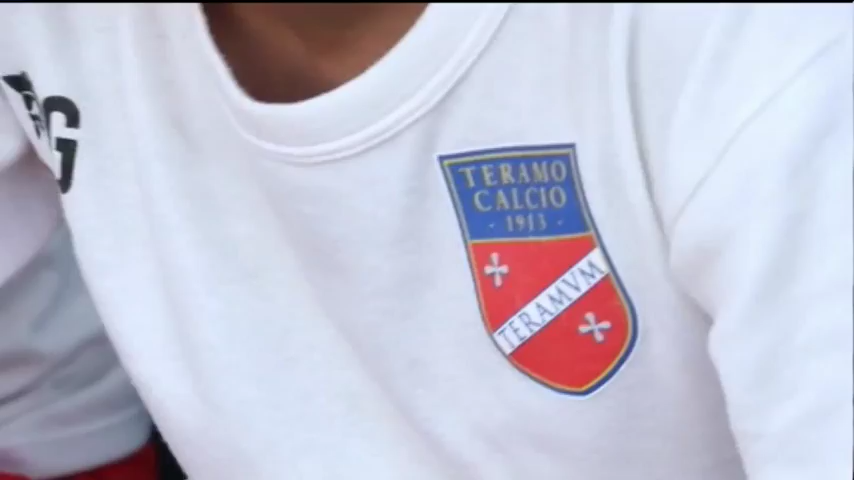 G
TERAMO
CALCIO
- 1913 -
TERAMVM